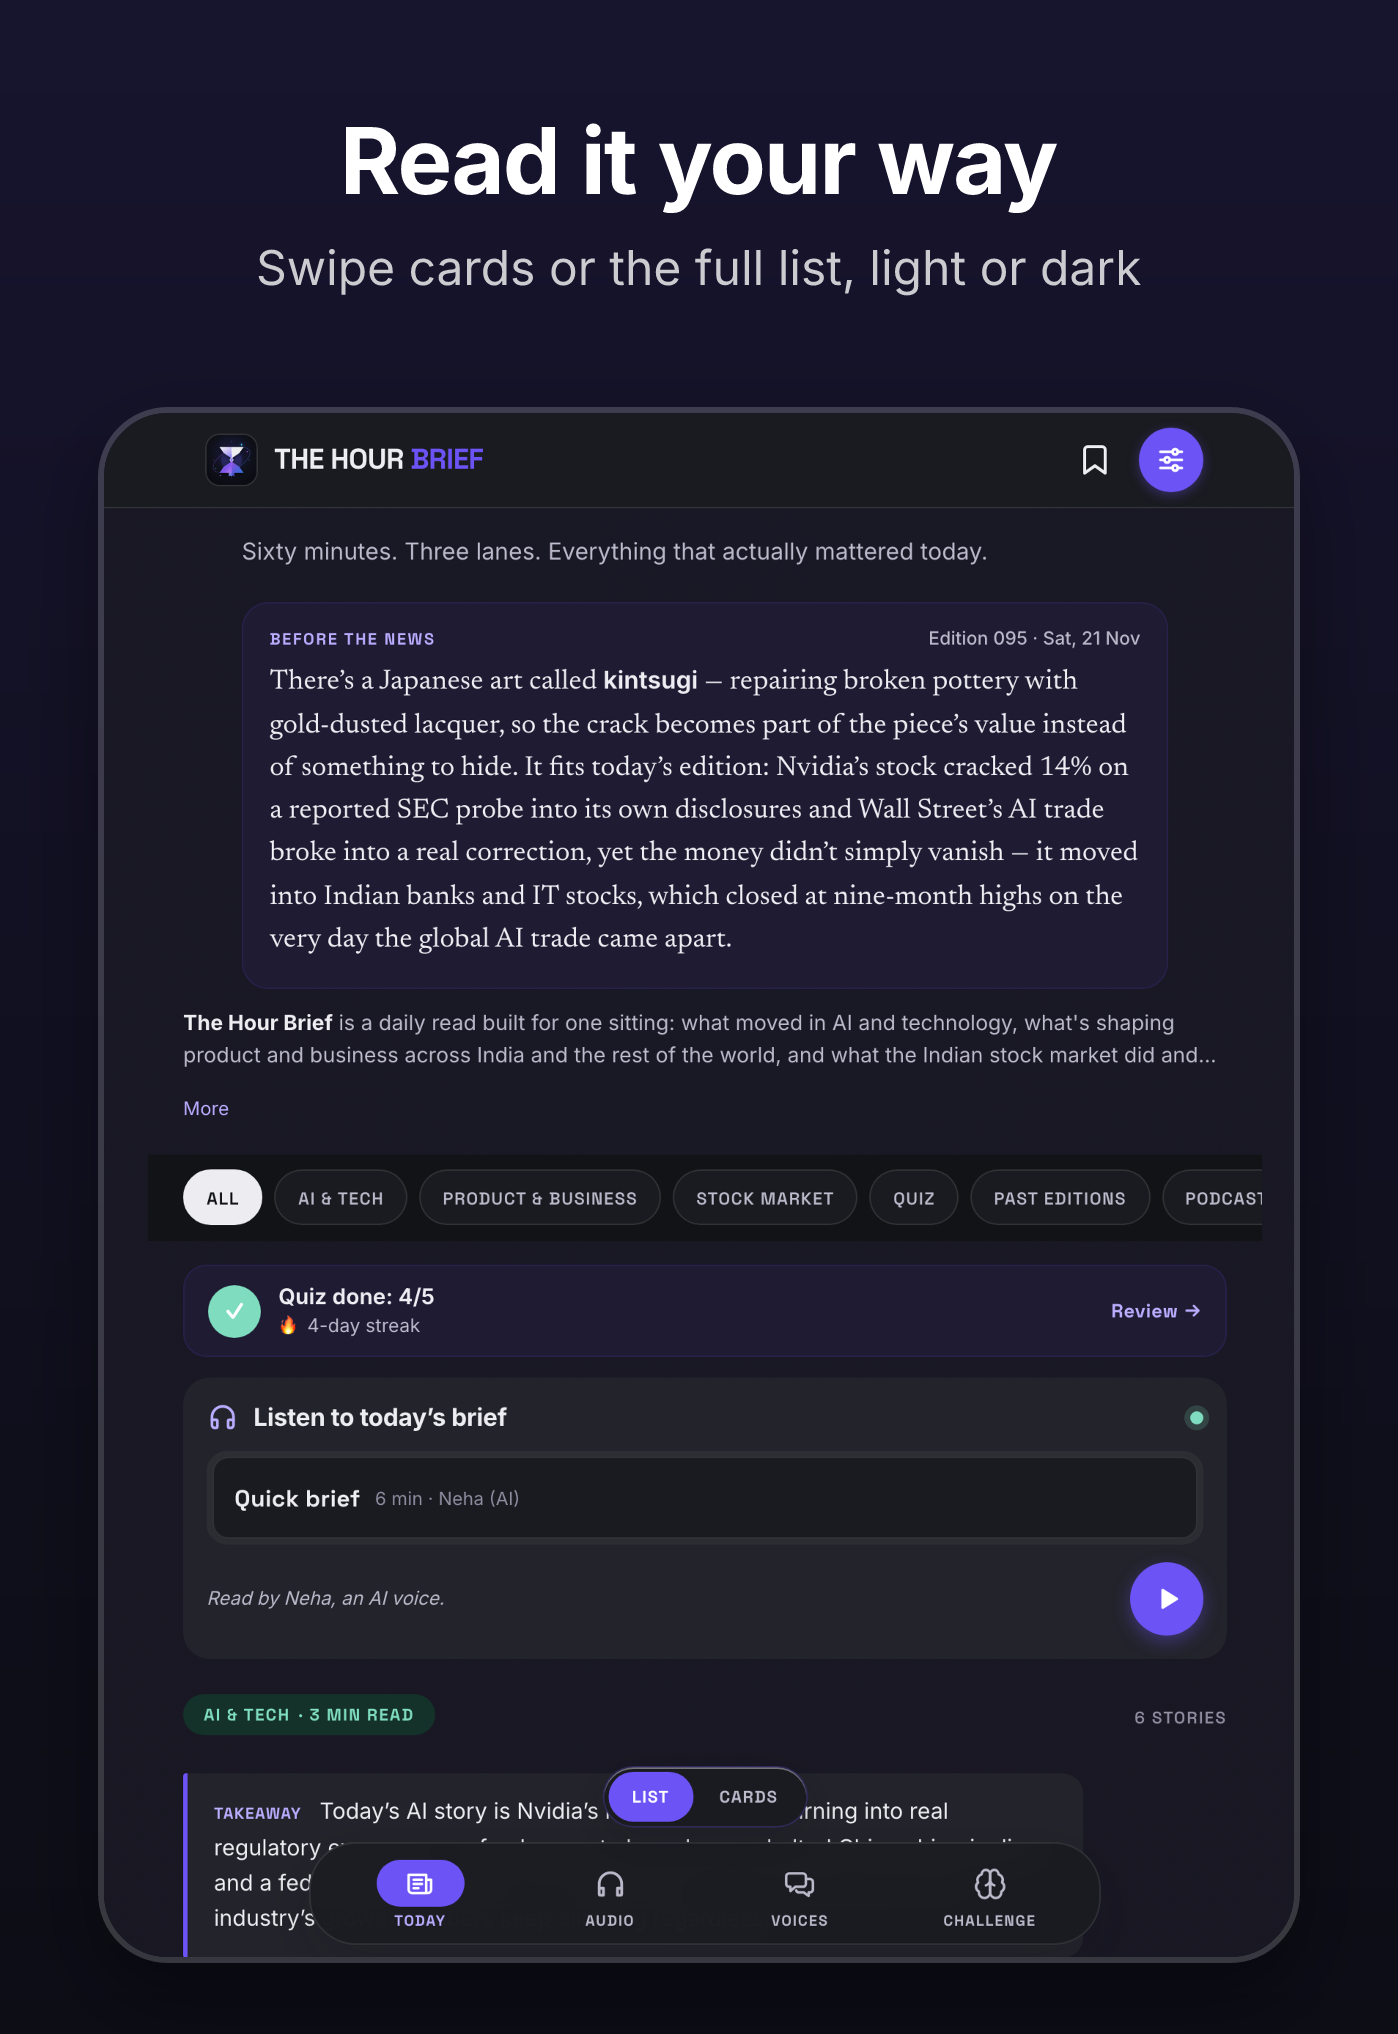 Read it your way
Swipe cards or the full list, light or dark
THE HOUR BRIEF
Sixty minutes. Three lanes. Everything that actually mattered today.
BEFORE THE NEWS
Edition 095 · Sat, 21 Nov
There’s a Japanese art called kintsugi — repairing broken pottery with
gold-dusted lacquer, so the crack becomes part of the piece’s value instead
of something to hide. It fits today’s edition: Nvidia’s stock cracked 14% on
a reported SEC probe into its own disclosures and Wall Street’s AI trade
broke into a real correction, yet the money didn’t simply vanish — it moved
into Indian banks and IT stocks, which closed at nine-month highs on the
very day the global AI trade came apart.
The Hour Brief is a daily read built for one sitting: what moved in AI and technology, what's shaping
product and business across India and the rest of the world, and what the Indian stock market did and...
More
ALL
AI & TECH
PRODUCT & BUSINESS
STOCK MARKET
QUIZ
PAST EDITIONS
PODCAST
Quiz done: 4/5
🔥 4-day streak
Review →
Listen to today’s brief
Quick brief 6 min · Neha (AI)
Read by Neha, an AI voice.
AI & TECH · 3 MIN READ
6 STORIES
TAKEAWAY Today’s AI story is Nvidia’s into real
LIST
CARDS
regulatory
and a fed
industry’s
TODAY
AUDIO
VOICES
CHALLENGE